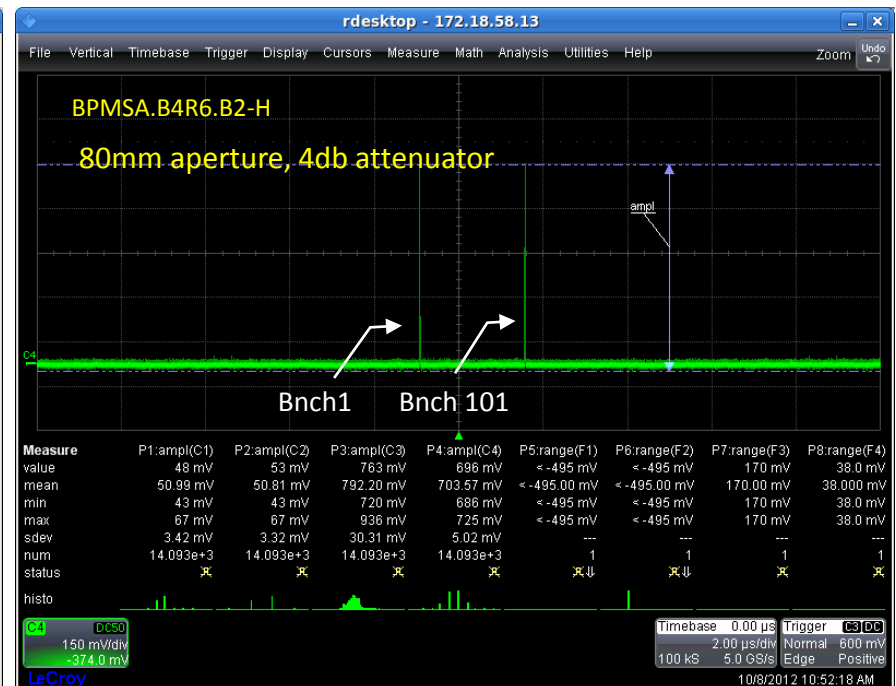 rdesktop - 172.18.58.13
File Vertical Timebase Trigger Display Cursors Measure Math Analysis Utilities Help Zoom Undo
BPMSA.B4R6.B2-H
80mm aperture, 4db attenuator
ampl
C4
Bnch1 Bnch 101
Measure P1:ampl(C1) P2:ampl(C2) P3:ampl(C3) P4:ampl(C4) P5:range(F1) P6:range(F2) P7:range(F3) P8:range(F4)
value 48 mV 53 mV 763 mV 696 mV < -495 mV < -495 mV 170 mV 38.0 mV
mean 50.99 mV 50.81 mV 792.20 mV 703.57 mV < -495.00 mV < -495.00 mV 170.00 mV 38.000 mV
min 43 mV 43 mV 720 mV 686 mV < -495 mV < -495 mV 170 mV 38.0 mV
max 67 mV 67 mV 936 mV 725 mV < -495 mV < -495 mV 170 mV 38.0 mV
sdev 3.42 mV 3.32 mV 30.31 mV 5.02 mV --- --- --- ---
num 14.093e+3 14.093e+3 14.093e+3 14.093e+3 1 1 1 1
status
histo
C4 DC50 Timebase 0.00 µs Trigger C3 DC
150 mV/div 2.00 µs/div Normal 600 mV
-374.0 mV 100 kS 5.0 GS/s Edge Positive
LeCroy 10/8/2012 10:52:18 AM